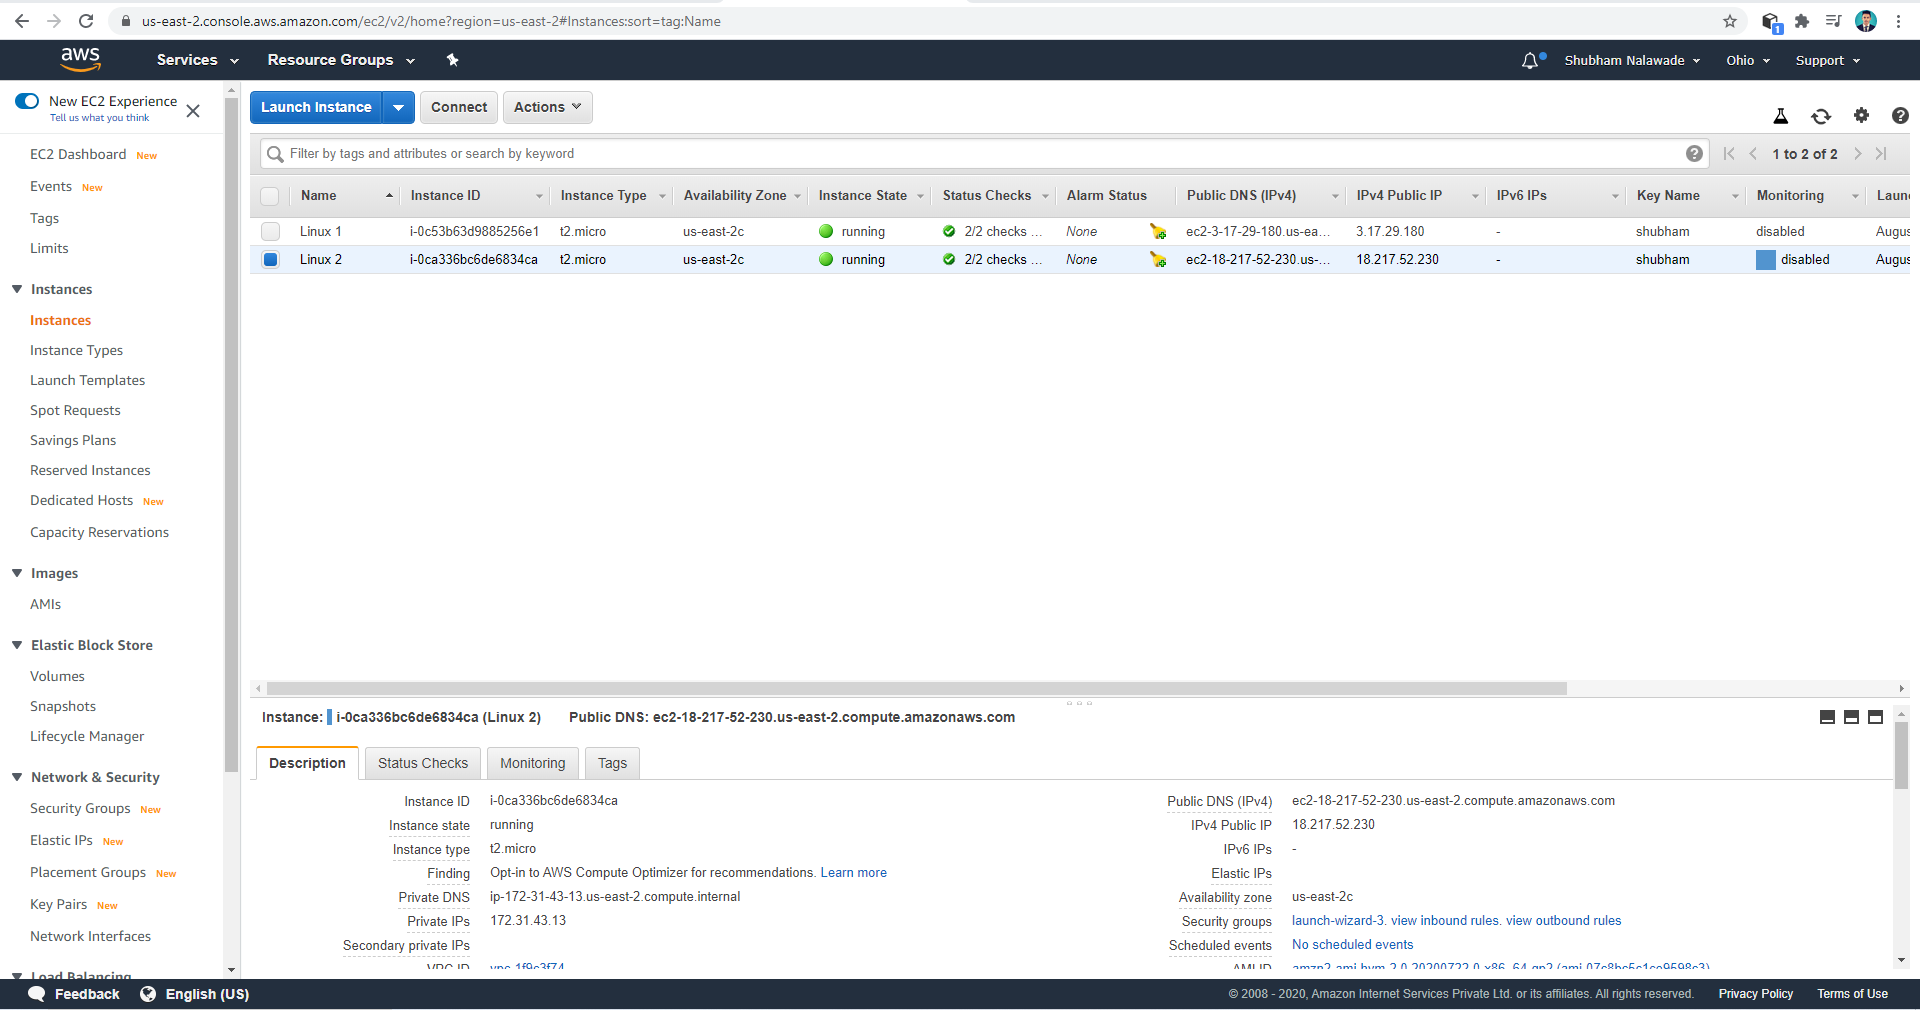 us-east-2.console.aws.amazon.com/ec2/v2/home?region=us-east-2#Instances:sort=tag:Name
1
aws Services Resource Groups Shubham Nalawade Ohio Support
New EC2 Experience
Tell us what you think
EC2 Dashboard New
Events New
Tags
Limits
Instances
Instances
Instance Types
Launch Templates
Spot Requests
Savings Plans
Reserved Instances
Dedicated Hosts New
Capacity Reservations
Images
AMIs
Elastic Block Store
Volumes
Snapshots
Lifecycle Manager
Network & Security
Security Groups New
Elastic IPs New
Placement Groups New
Key Pairs New
Network Interfaces
Load Balancing
Launch Instance Connect Actions
Filter by tags and attributes or search by keyword 1 to 2 of 2
Name Instance ID Instance Type Availability Zone Instance State Status Checks Alarm Status Public DNS (IPv4) IPv4 Public IP IPv6 IPs Key Name Monitoring Laun
Linux 1 i-0c53b63d9885256e1 t2.micro us-east-2c running 2/2 checks ... None ec2-3-17-29-180.us-ea... 3.17.29.180 - shubham disabled Augus
Linux 2 i-0ca336bc6de6834ca t2.micro us-east-2c running 2/2 checks ... None ec2-18-217-52-230.us-... 18.217.52.230 - shubham disabled Augus
Instance: i-0ca336bc6de6834ca (Linux 2) Public DNS: ec2-18-217-52-230.us-east-2.compute.amazonaws.com
Description Status Checks Monitoring Tags
Instance ID i-0ca336bc6de6834ca Public DNS (IPv4) ec2-18-217-52-230.us-east-2.compute.amazonaws.com
Instance state running IPv4 Public IP 18.217.52.230
Instance type t2.micro IPv6 IPs -
Finding Opt-in to AWS Compute Optimizer for recommendations. Learn more Elastic IPs
Private DNS ip-172-31-43-13.us-east-2.compute.internal Availability zone us-east-2c
Private IPs 172.31.43.13 Security groups launch-wizard-3. view inbound rules. view outbound rules
Secondary private IPs Scheduled events No scheduled events
VPC ID vpc-1f9c3f74 AMI ID amzn2-ami-hvm-2.0.20200722.0-x86_64-gp2
Feedback English (US) © 2008 - 2020, Amazon Internet Services Private Ltd. or its affiliates. All rights reserved. Privacy Policy Terms of Use